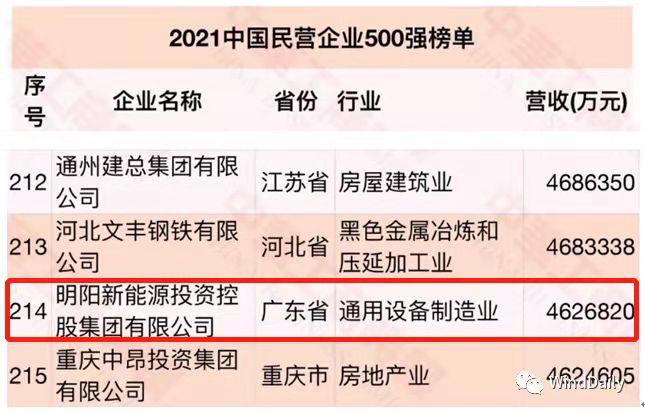 2021中国民营企业500强榜单
序号 企业名称 省份 行业 营收(万元)
212 通州建总集团有限公司 江苏省 房屋建筑业 4686350
213 河北文丰钢铁有限公司 河北省 黑色金属冶炼和压延加工业 4683338
214 明阳新能源投资控股集团有限公司 广东省 通用设备制造业 4626820
215 重庆中昂投资集团有限公司 重庆市 房地产业 4624605
WindDaily